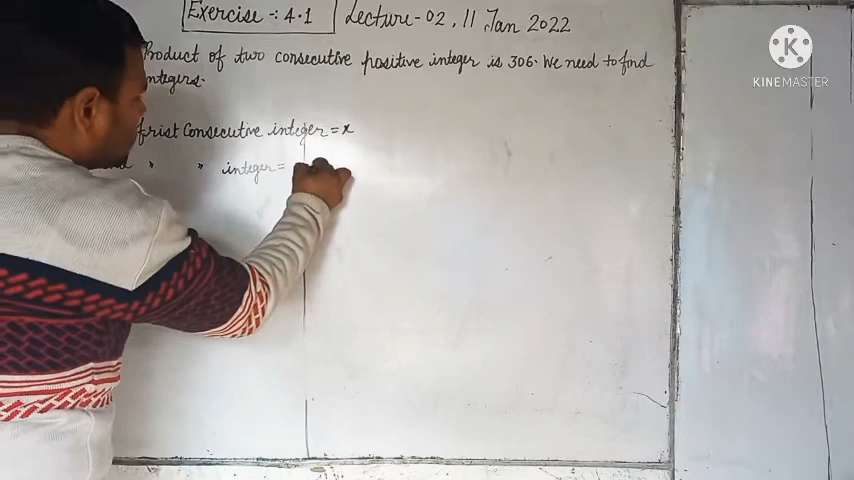 Exercise :- 4.1 Lecture-02, 11 Jan 2022
Product of two consecutive positive integer is 306. We need to find
integers.
frist Consecutive integer = x
" " integer =
K
KINEMASTER